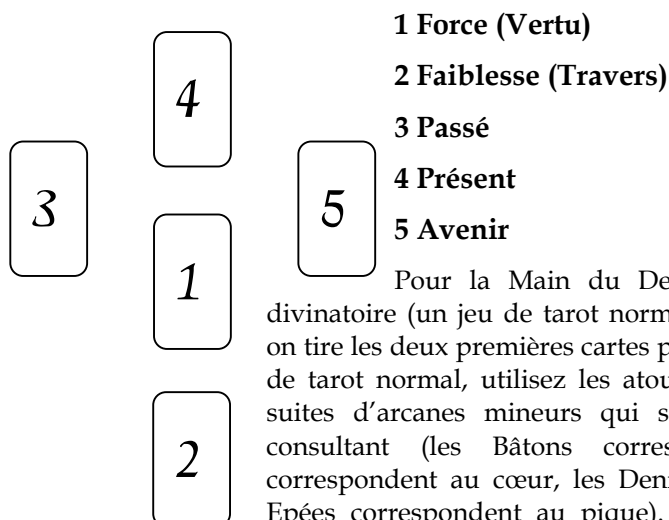 1 Force (Vertu)
4
2 Faiblesse (Travers)
3 Passé
4 Présent
3
5
5 Avenir
1
Pour la Main du
divinatoire (un jeu de tarot
on tire les deux premières cartes
de tarot normal, utilisez les
suites d'arcanes mineurs qui
2
consultant (les Bâtons
correspondent au cœur, les
Epées correspondent au pique).